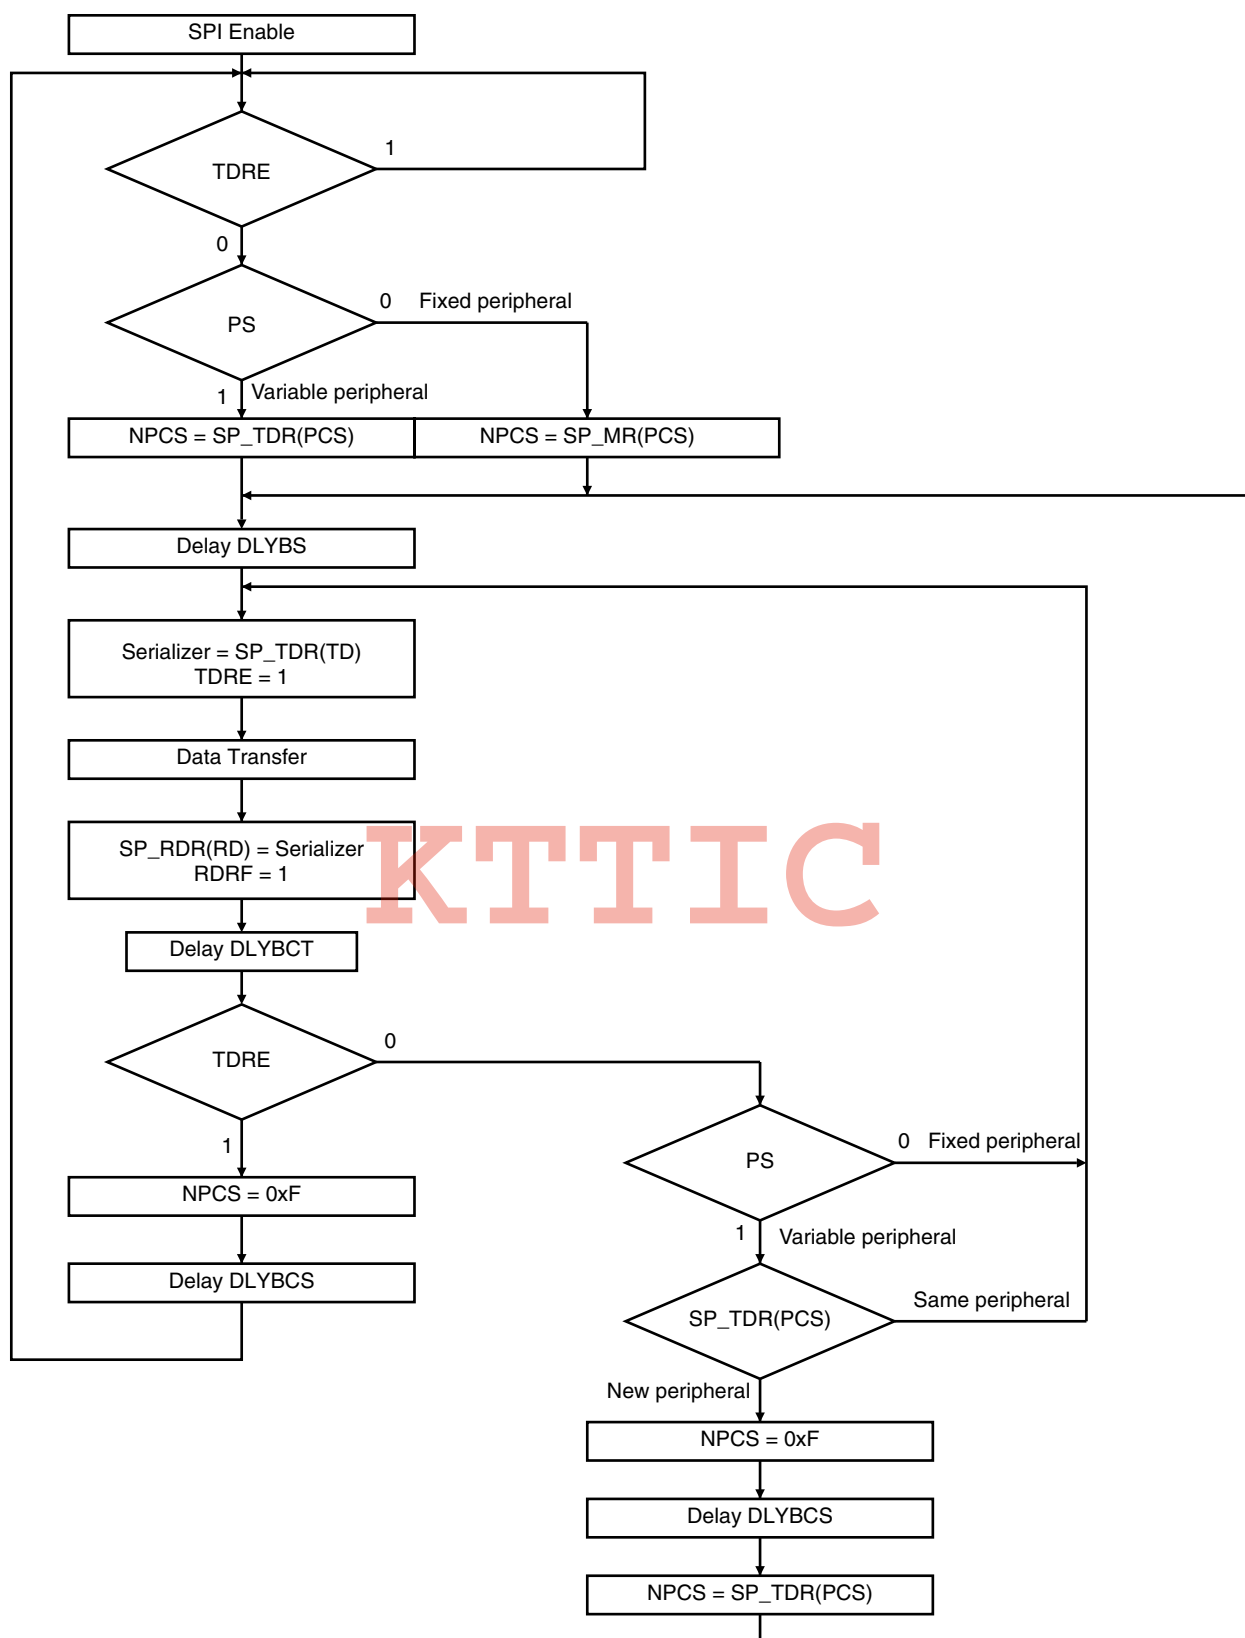 SPI Enable
1
TDRE
0
0 Fixed peripheral
PS
1 Variable peripheral
NPCS = SP_TDR(PCS)
NPCS = SP_MR(PCS)
Delay DLYBS
Serializer = SP_TDR(TD)
TDRE = 1
Data Transfer
SP_RDR(RD) = Serializer
RDRF = 1
KTTIC
Delay DLYBCT
0
TDRE
1
0 Fixed peripheral
PS
NPCS = 0xF
1 Variable peripheral
Delay DLYBCS
Same peripheral
SP_TDR(PCS)
New peripheral
NPCS = 0xF
Delay DLYBCS
NPCS = SP_TDR(PCS)